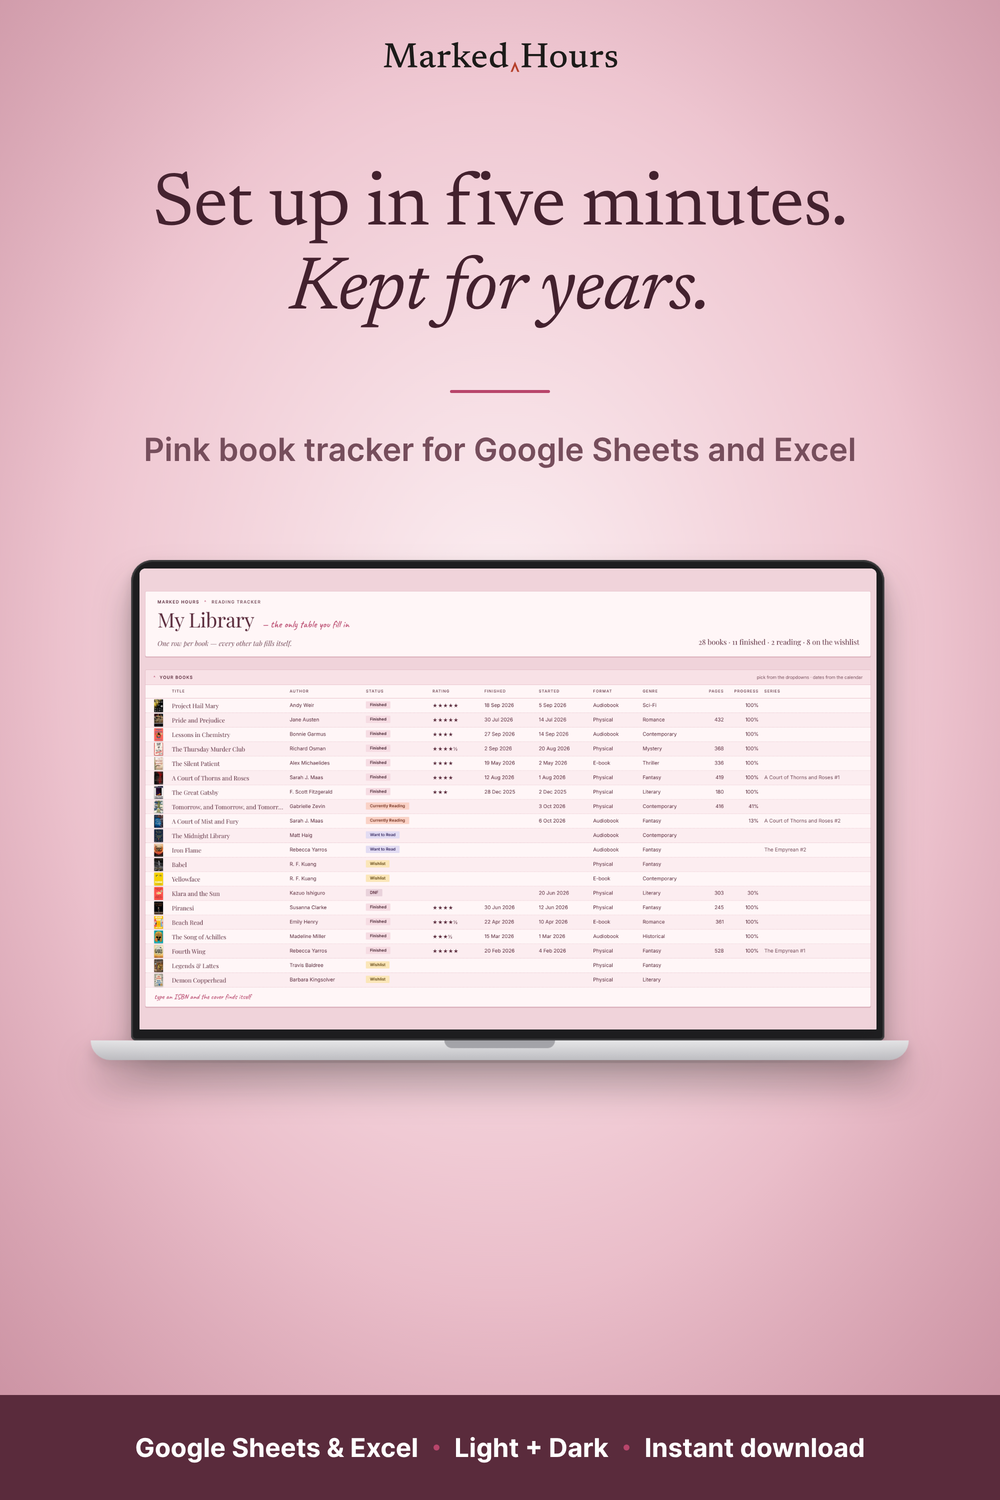 Marked‸Hours
Set up in five minutes.
Kept for years.
Pink book tracker for Google Sheets and Excel
MARKED HOURS READING TRACKER
My Library – the only table you fill in
One row per book — every other tab fills itself.
28 books · 11 finished · 2 reading · 8 on the wishlist
YOUR BOOKS pick from the dropdowns · dates from the calendar
TITLE AUTHOR STATUS RATING FINISHED STARTED FORMAT GENRE PAGES PROGRESS SERIES
Project Hail Mary Andy Weir Finished ★★★★★ 18 Sep 2026 5 Sep 2026 Audiobook Sci-Fi 100%
Pride and Prejudice Jane Austen Finished ★★★★★ 30 Jul 2026 14 Jul 2026 Physical Romance 432 100%
Lessons in Chemistry Bonnie Garmus Finished ★★★★ 27 Sep 2026 14 Sep 2026 Audiobook Contemporary 100%
The Thursday Murder Club Richard Osman Finished ★★★★½ 2 Sep 2026 20 Aug 2026 Physical Mystery 368 100%
The Silent Patient Alex Michaelides Finished ★★★★ 19 May 2026 2 May 2026 E-book Thriller 336 100%
A Court of Thorns and Roses Sarah J. Maas Finished ★★★★ 12 Aug 2026 1 Aug 2026 Physical Fantasy 419 100% A Court of Thorns and Roses #1
The Great Gatsby F. Scott Fitzgerald Finished ★★★ 28 Dec 2025 2 Dec 2025 Physical Literary 180 100%
Tomorrow, and Tomorrow, and Tomorr... Gabrielle Zevin Currently Reading 3 Oct 2026 Physical Contemporary 416 41%
A Court of Mist and Fury Sarah J. Maas Currently Reading 6 Oct 2026 Audiobook Fantasy 13% A Court of Thorns and Roses #2
The Midnight Library Matt Haig Want to Read Audiobook Contemporary
Iron Flame Rebecca Yarros Want to Read Audiobook Fantasy The Empyrean #2
Babel R. F. Kuang Wishlist Physical Fantasy
Yellowface R. F. Kuang Wishlist E-book Contemporary
Klara and the Sun Kazuo Ishiguro DNF 20 Jun 2026 Physical Literary 303 30%
Piranesi Susanna Clarke Finished ★★★★ 30 Jun 2026 12 Jun 2026 Physical Fantasy 245 100%
Beach Read Emily Henry Finished ★★★★½ 22 Apr 2026 10 Apr 2026 E-book Romance 361 100%
The Song of Achilles Madeline Miller Finished ★★★½ 15 Mar 2026 1 Mar 2026 Audiobook Historical 100%
Fourth Wing Rebecca Yarros Finished ★★★★★ 20 Feb 2026 4 Feb 2026 Physical Fantasy 528 100% The Empyrean #1
Legends & Lattes Travis Baldree Wishlist Physical Fantasy
Demon Copperhead Barbara Kingsolver Wishlist Physical Literary
type an ISBN and the cover finds itself
Google Sheets & Excel • Light + Dark • Instant download